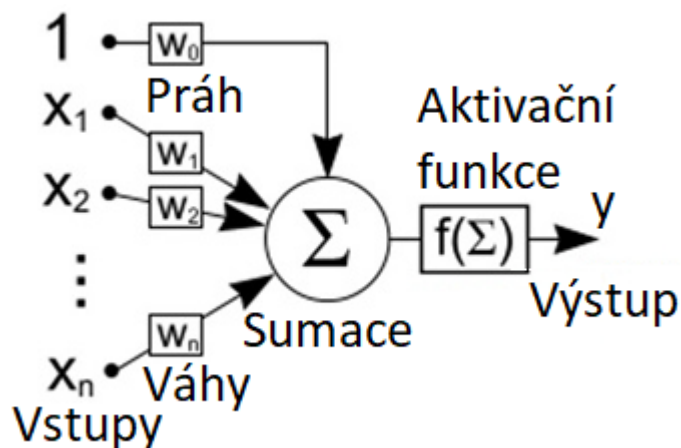 1
w₀
Práh
x₁
w₁
x₂
w₂
⋮
xₙ
wₙ
Váhy
Vstupy
Σ
Sumace
Aktivační
funkce
f(Σ)
y
Výstup